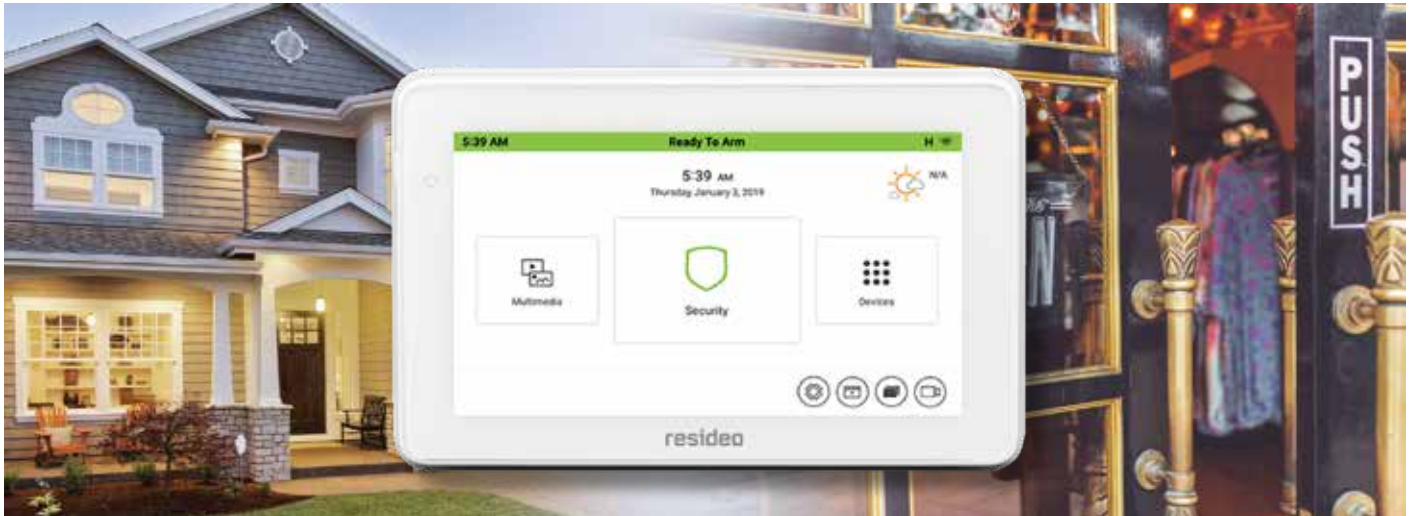 5:39 AM Ready To Arm H
5:39 AM
Thursday January 3, 2019
N/A
Multimedia
Security
Devices
resideo
PUSH